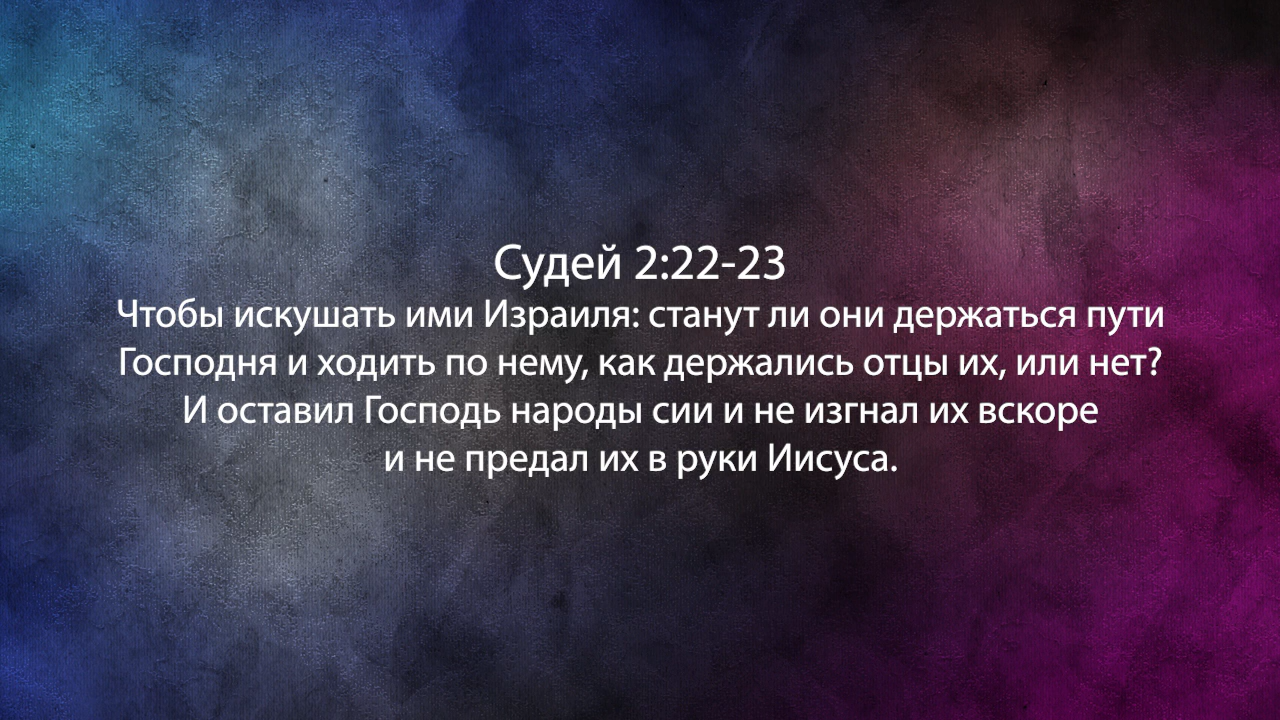 Судей 2:22-23
Чтобы искушать ими Израиля: станут ли они держаться пути
Господня и ходить по нему, как держались отцы их, или нет?
И оставил Господь народы сии и не изгнал их вскоре
и не предал их в руки Иисуса.